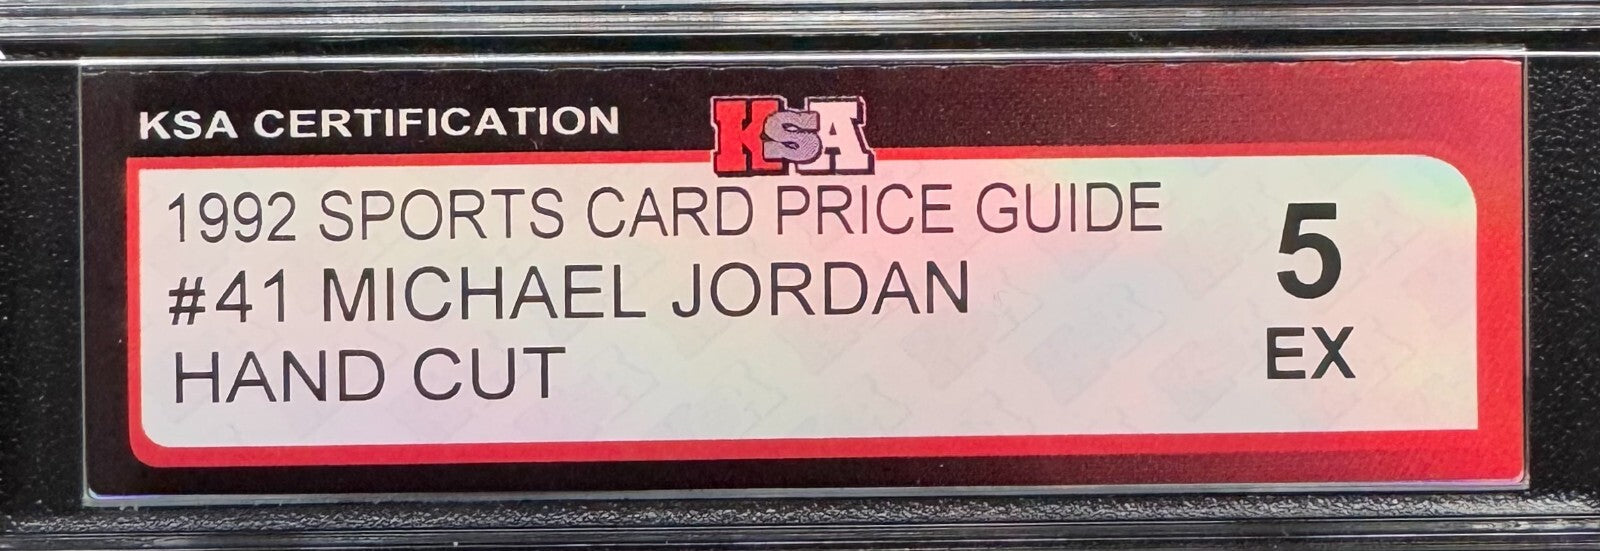 KSA CERTIFICATION
KSA
1992 SPORTS CARD PRICE GUIDE
#41 MICHAEL JORDAN
HAND CUT
5
EX